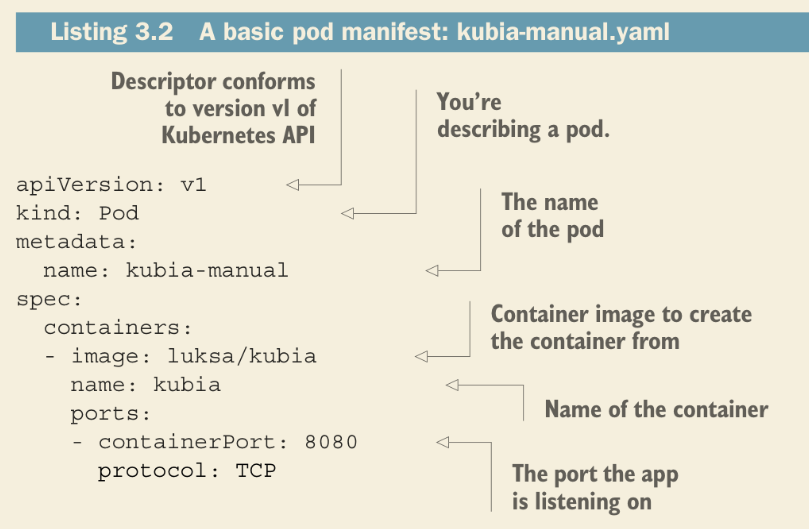 Listing 3.2 A basic pod manifest: kubia-manual.yaml
Descriptor conforms
to version vl of
Kubernetes API
You're
describing a pod.
apiVersion: v1
kind: Pod
metadata:
The name
of the pod
  name: kubia-manual
spec:
  containers:
Container image to create
the container from
  - image: luksa/kubia
    name: kubia
Name of the container
    ports:
    - containerPort: 8080
      protocol: TCP
The port the app
is listening on